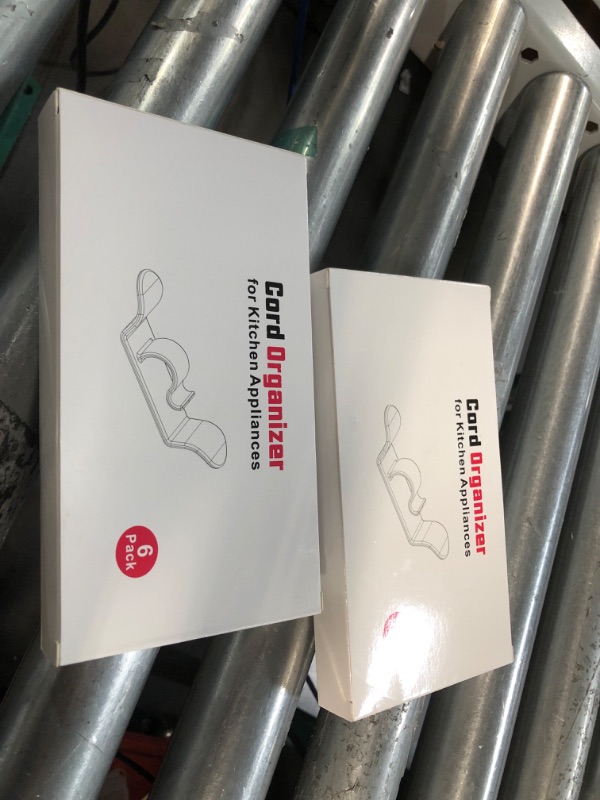 Cord Organizer
for Kitchen Appliances
6
Pack
Cord Organizer
for Kitchen Appliances